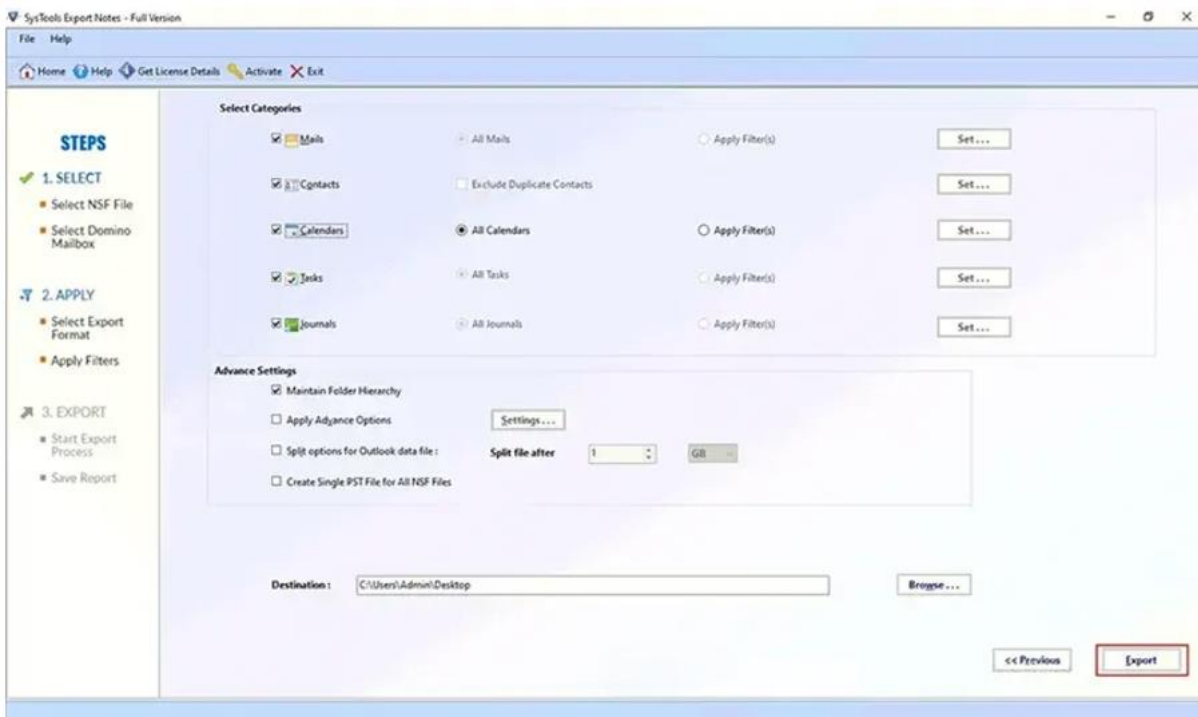 SysTools Export Notes - Full Version
File Help
Home Help Get License Details Activate Exit
Select Categories
STEPS
Mails All Mails Apply Filter(s) Set...
1. SELECT
Contacts Exclude Duplicate Contacts Set...
Select NSF File
Select Domino
Mailbox
Calendars All Calendars Apply Filter(s) Set...
Tasks All Tasks Apply Filter(s) Set...
2. APPLY
Select Export
Format
Journals All Journals Apply Filter(s) Set...
Apply Filters
Advance Settings
Maintain Folder Hierarchy
3. EXPORT
Apply Advance Options Settings...
Start Export
Process
Split options for Outlook data file : Split file after 1 GB
Save Report
Create Single PST File for All NSF Files
Destination : C:\Users\Admin\Desktop Browse...
<< Previous Export